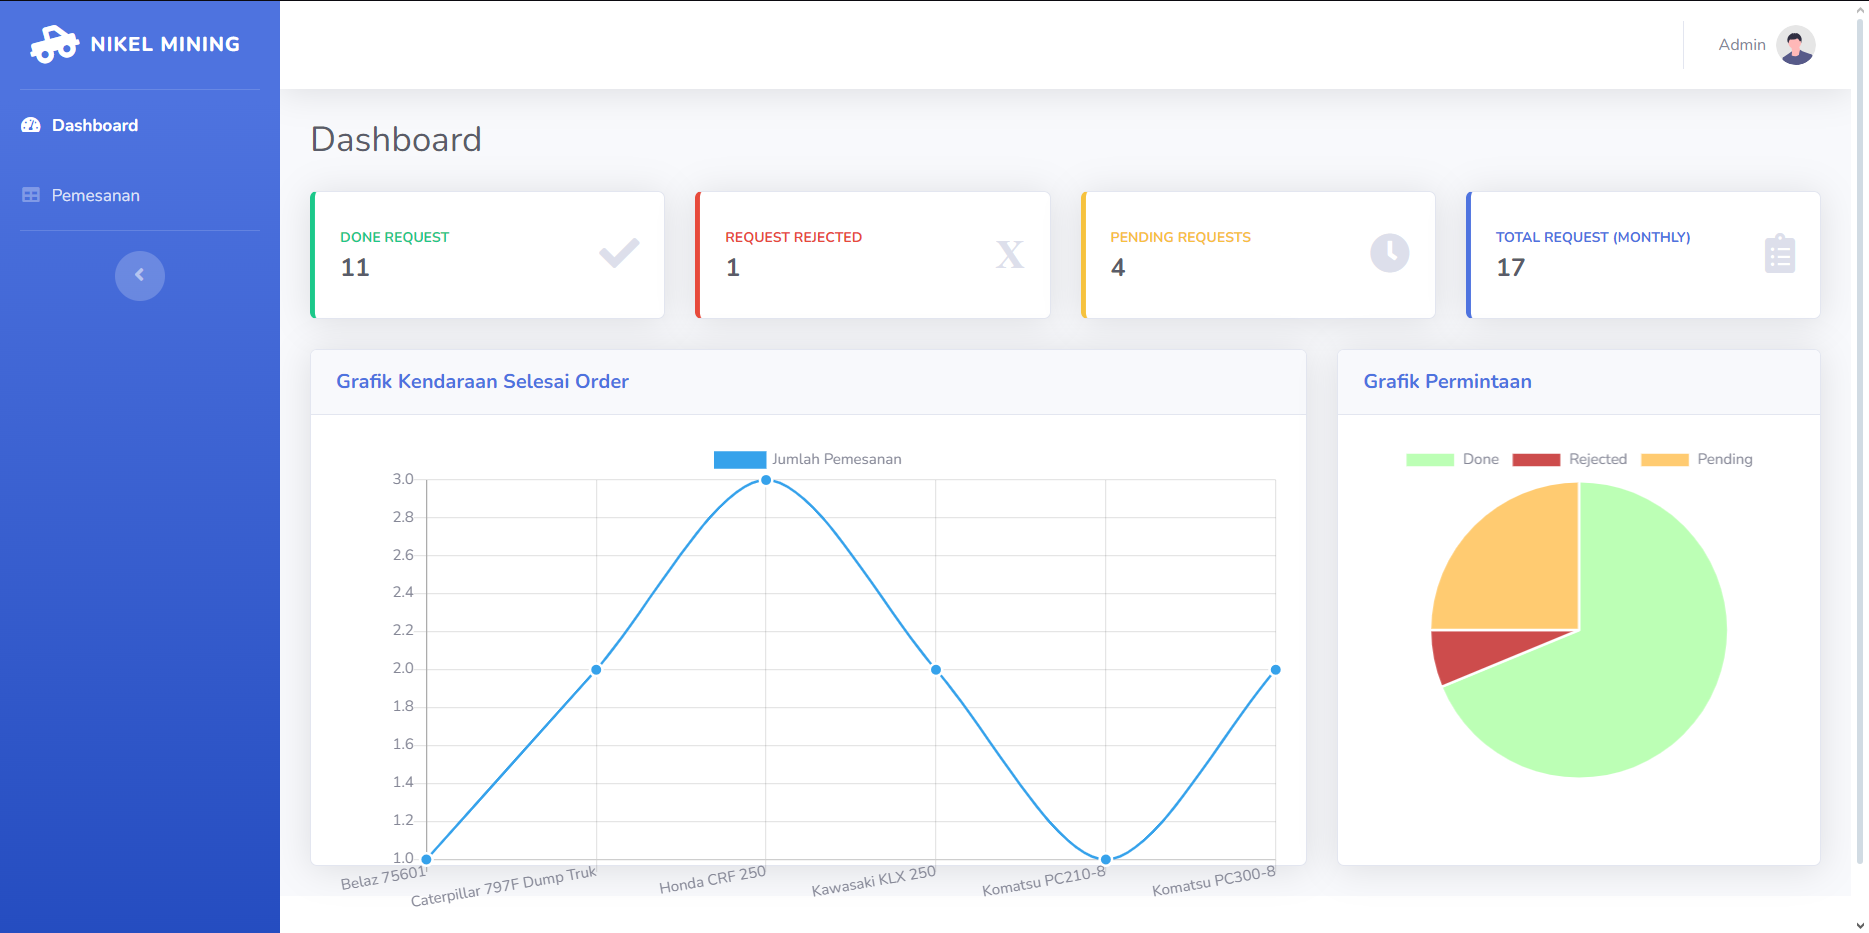 NIKEL MINING
Admin
Dashboard
Pemesanan
Dashboard
DONE REQUEST
11
REQUEST REJECTED
1
X
PENDING REQUESTS
4
TOTAL REQUEST (MONTHLY)
17
Grafik Kendaraan Selesai Order
Jumlah Pemesanan
3.0
2.8
2.6
2.4
2.2
2.0
1.8
1.6
1.4
1.2
1.0
Belaz 75601
Caterpillar 797F Dump Truk
Honda CRF 250
Kawasaki KLX 250
Komatsu PC210-8
Komatsu PC300-8
Grafik Permintaan
Done Rejected Pending